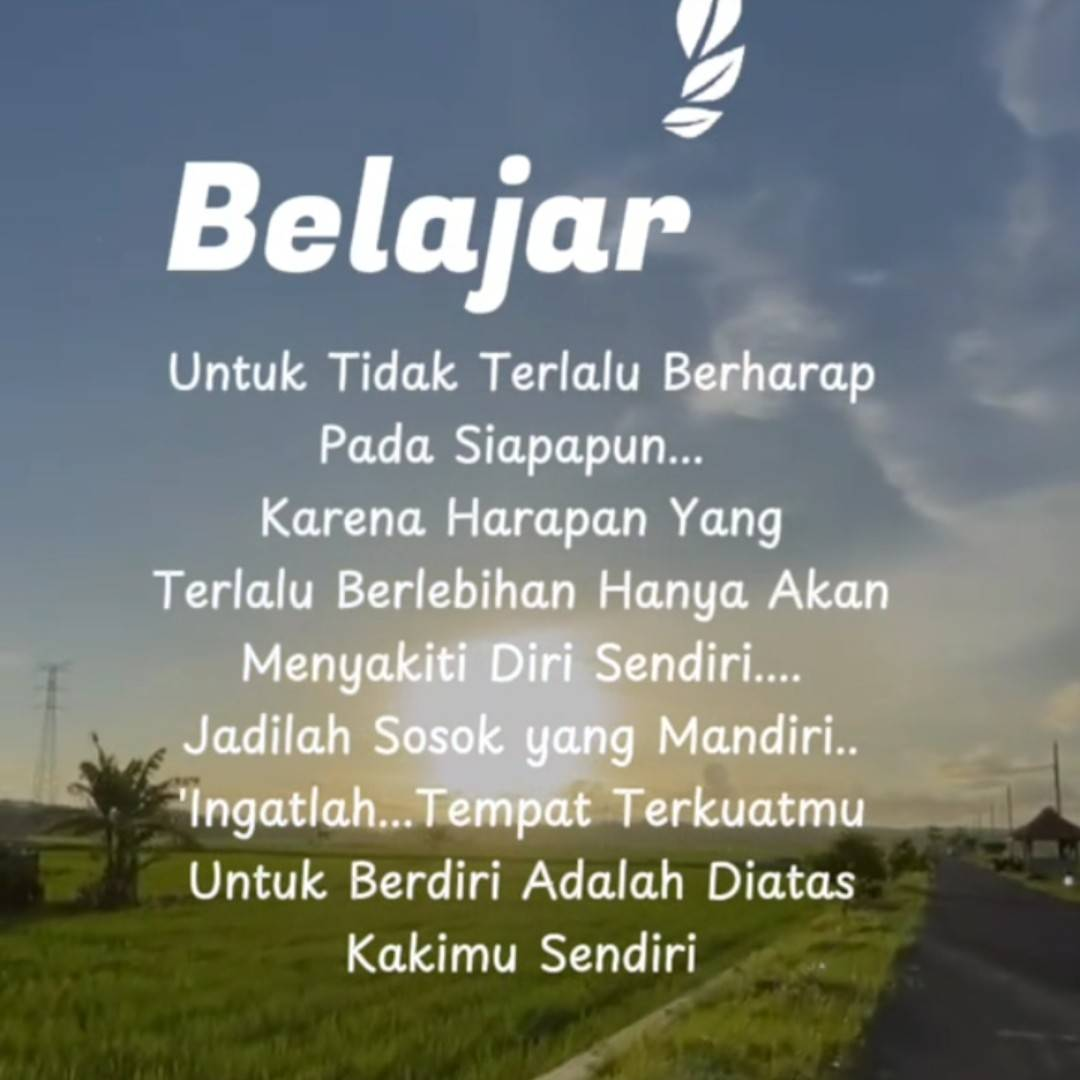 Belajar
Untuk Tidak Terlalu Berharap
Pada Siapapun...
Karena Harapan Yang
Terlalu Berlebihan Hanya Akan
Menyakiti Diri Sendiri....
Jadilah Sosok yang Mandiri..
'Ingatlah...Tempat Terkuatmu
Untuk Berdiri Adalah Diatas
Kakimu Sendiri